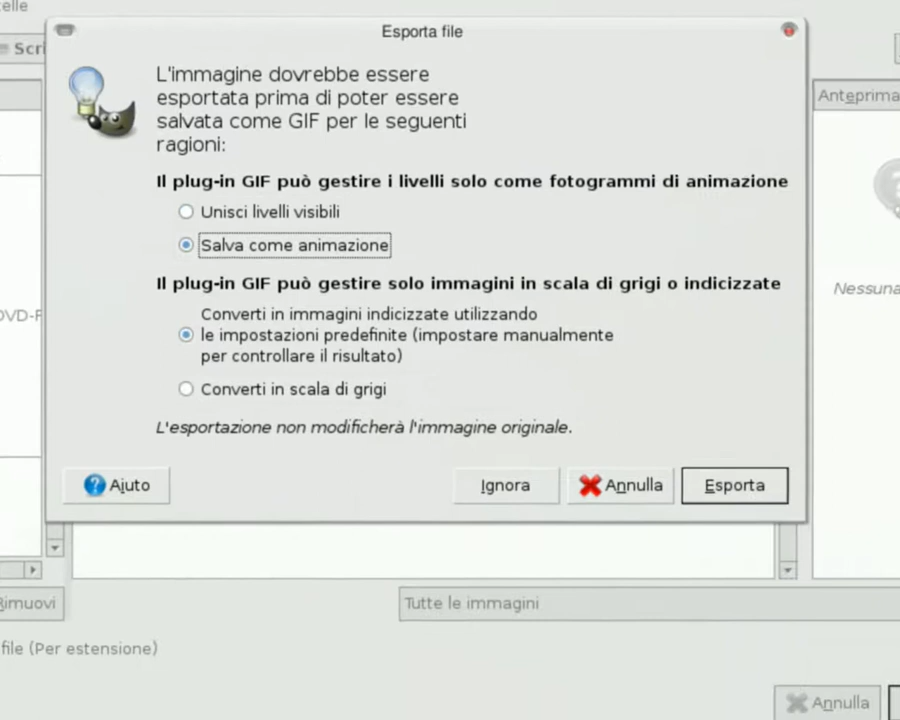 telle
Esporta file
Scri
L'immagine dovrebbe essere
esportata prima di poter essere
salvata come GIF per le seguenti
ragioni:
Anteprima
Il plug-in GIF può gestire i livelli solo come fotogrammi di animazione
Unisci livelli visibili
Salva come animazione
Il plug-in GIF può gestire solo immagini in scala di grigi o indicizzate
Nessuna
Converti in immagini indicizzate utilizzando
DVD-F
le impostazioni predefinite (impostare manualmente
per controllare il risultato)
Converti in scala di grigi
L'esportazione non modificherà l'immagine originale.
Aiuto
Ignora
Annulla
Esporta
Rimuovi
Tutte le immagini
file (Per estensione)
Annulla